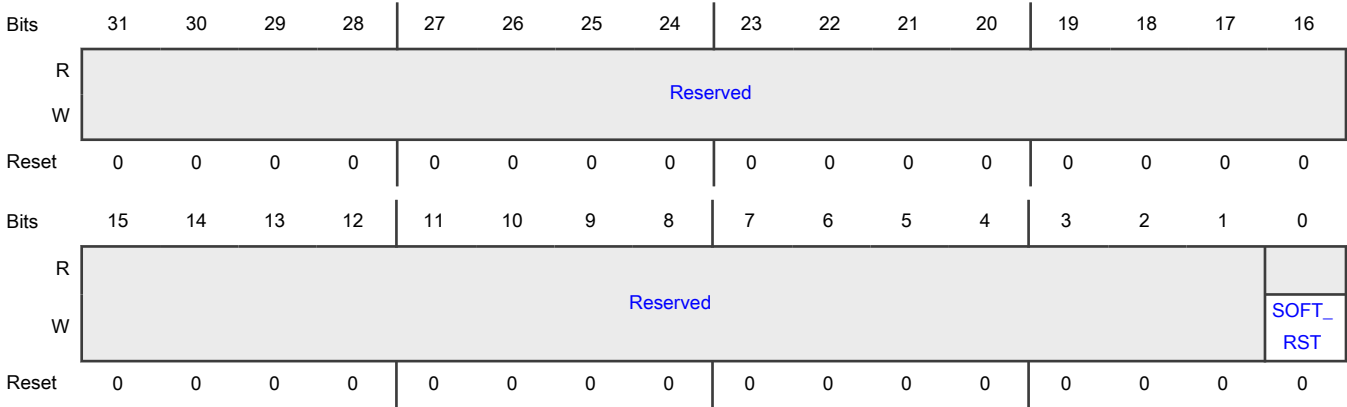 Bits 31 30 29 28 27 26 25 24 23 22 21 20 19 18 17 16
R
Reserved
W
Reset 0 0 0 0 0 0 0 0 0 0 0 0 0 0 0 0
Bits 15 14 13 12 11 10 9 8 7 6 5 4 3 2 1 0
R
Reserved
W
SOFT_
RST
Reset 0 0 0 0 0 0 0 0 0 0 0 0 0 0 0 0